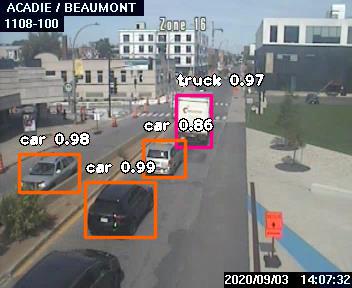 ACADIE / BEAUMONT
1108-100
Zone 16
truck 0.97
car 0.98
car 0.86
car 0.99
2020/09/03 14:07:32